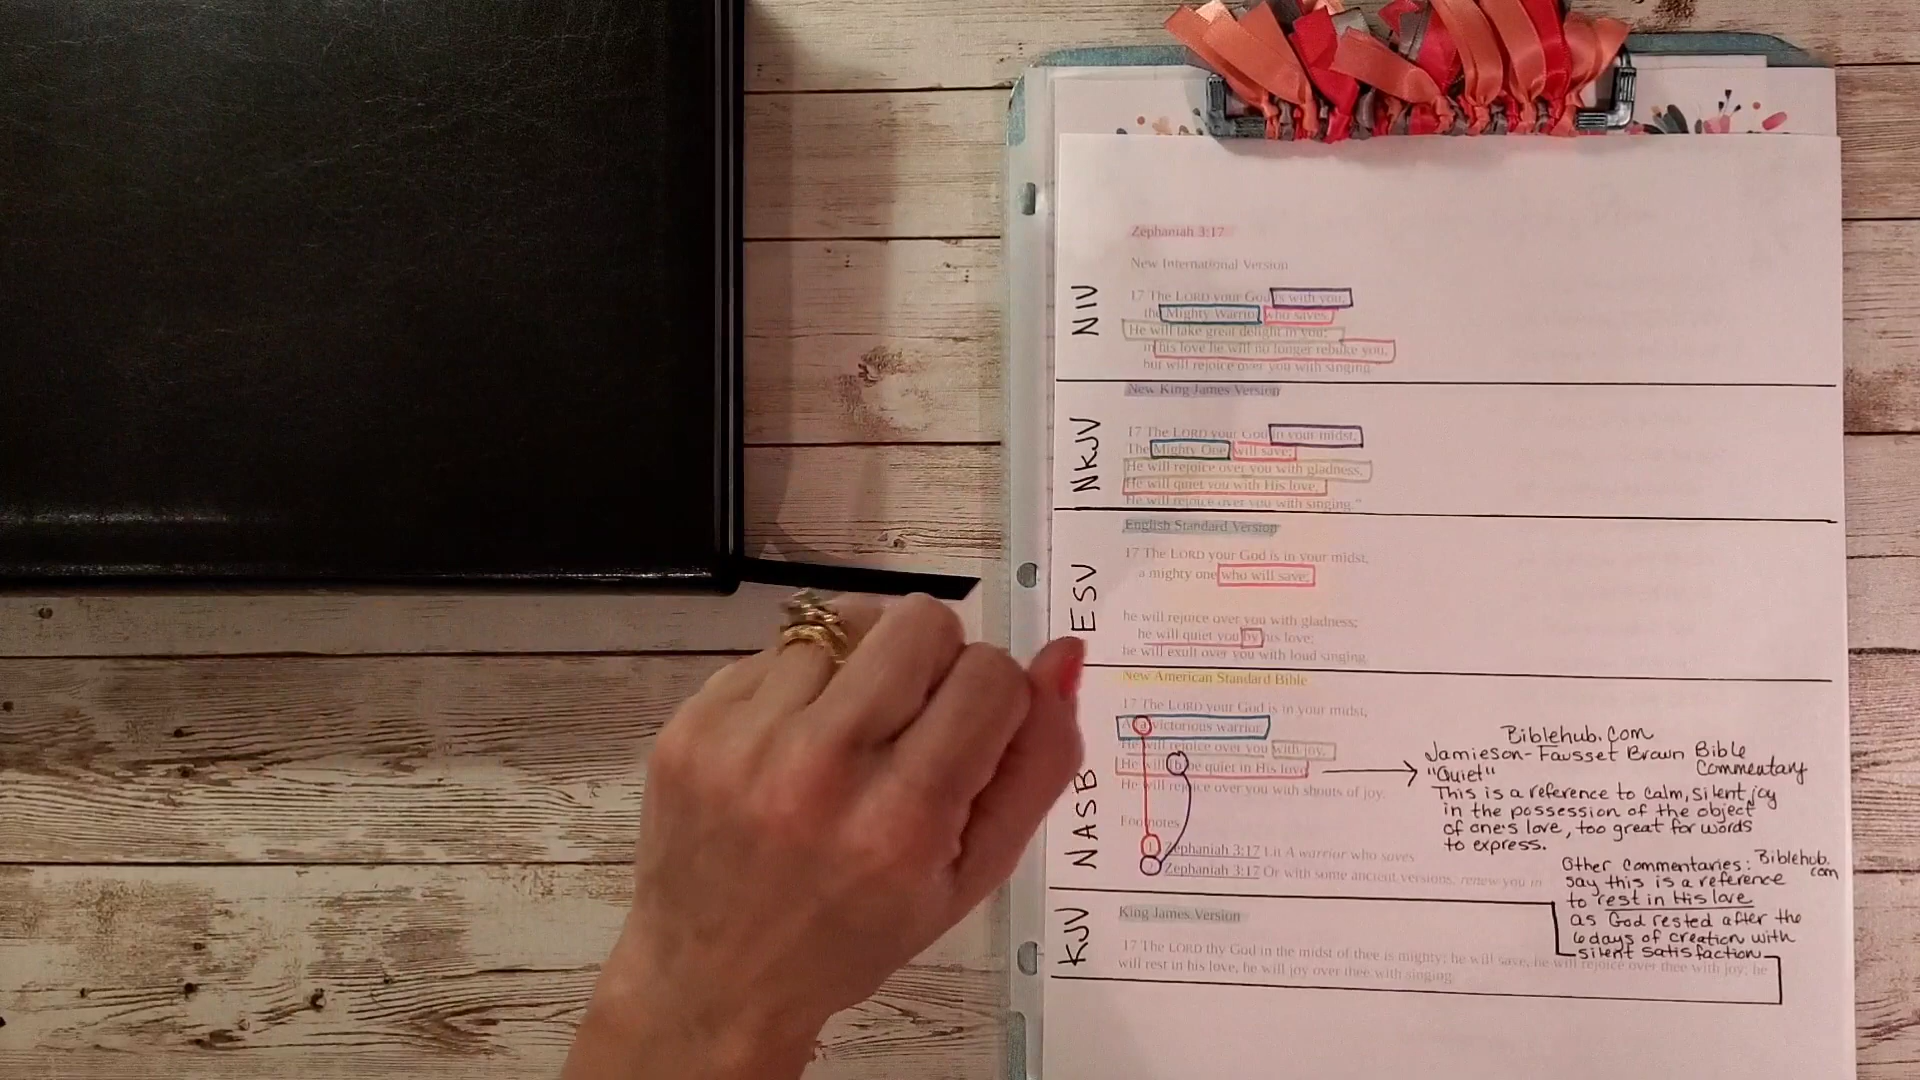 Zephaniah 3:17
New International Version
NIV
17 The LORD your God is with you,
the Mighty Warrior who saves.
He will take great delight in you;
in his love he will no longer rebuke you,
but will rejoice over you with singing
New King James Version
NKJV
17 The LORD your God in your midst,
The Mighty One, will save;
He will rejoice over you with gladness,
He will quiet you with His love,
He will rejoice over you with singing."
English Standard Version
ESV
17 The LORD your God is in your midst,
a mighty one who will save;
he will rejoice over you with gladness;
he will quiet you by his love;
he will exult over you with loud singing
New American Standard Bible
NASB
17 The LORD your God is in your midst,
A a victorious warrior.
He will rejoice over you with joy,
He will b be quiet in His love
He will rejoice over you with shouts of joy.
Footnotes
1 Zephaniah 3:17 Lit A warrior who saves
2 Zephaniah 3:17 Or with some ancient versions, renew you in
Biblehub.com
Jamieson-Fausset Brown Bible
Commentary
"Quiet"
This is a reference to calm, silent joy
in the possession of the object
of one's love, too great for words
to express.
Other commentaries: Biblehub.
com
say this is a reference
to rest in His love
as God rested after the
6 days of creation with
silent satisfaction
KJV
King James Version
17 The LORD thy God in the midst of thee is mighty; he will save, he will rejoice over thee with joy; he
will rest in his love, he will joy over thee with singing